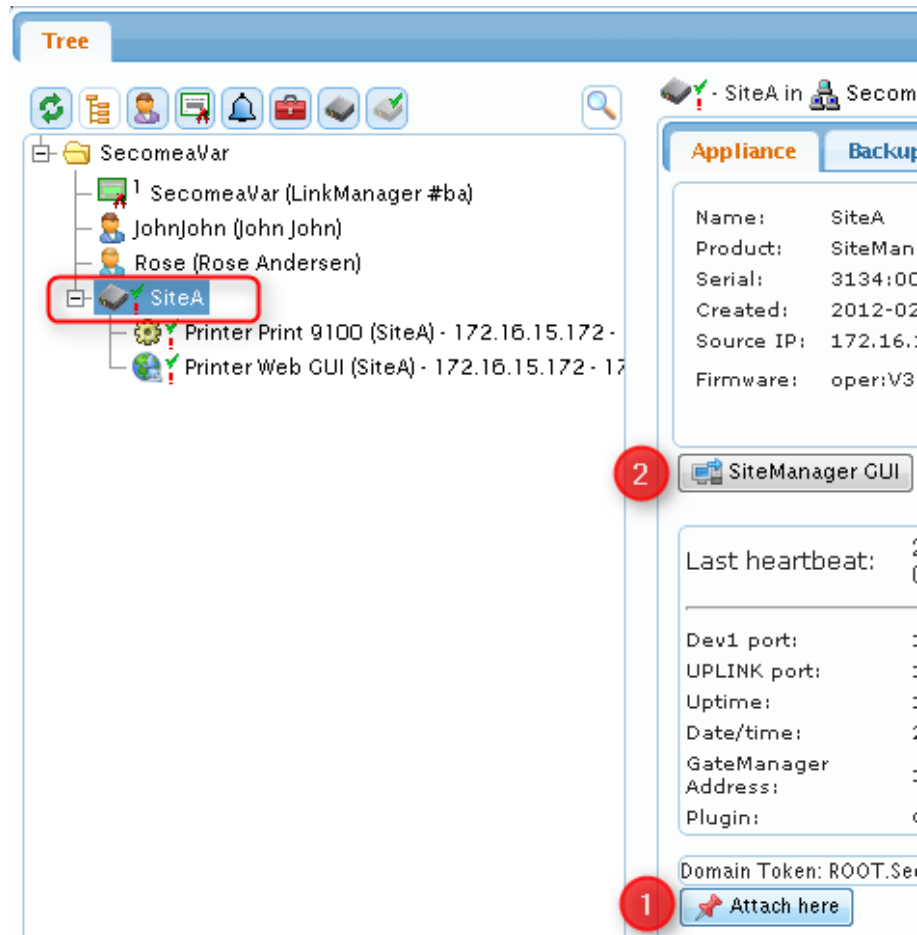 Tree
- SiteA in Secom
SecomeaVar
1 SecomeaVar (LinkManager #ba)
JohnJohn (John John)
Rose (Rose Andersen)
SiteA
Printer Print 9100 (SiteA) - 172.16.15.172 -
Printer Web GUI (SiteA) - 172.16.15.172 - 17
Appliance Backup
Name: SiteA
Product: SiteMan
Serial: 3134:00
Created: 2012-02
Source IP: 172.16.1
Firmware: oper:V3
2 SiteManager GUI
Last heartbeat:
Dev1 port:
UPLINK port:
Uptime:
Date/time:
GateManager
Address:
Plugin:
Domain Token: ROOT.Sec
1 Attach here